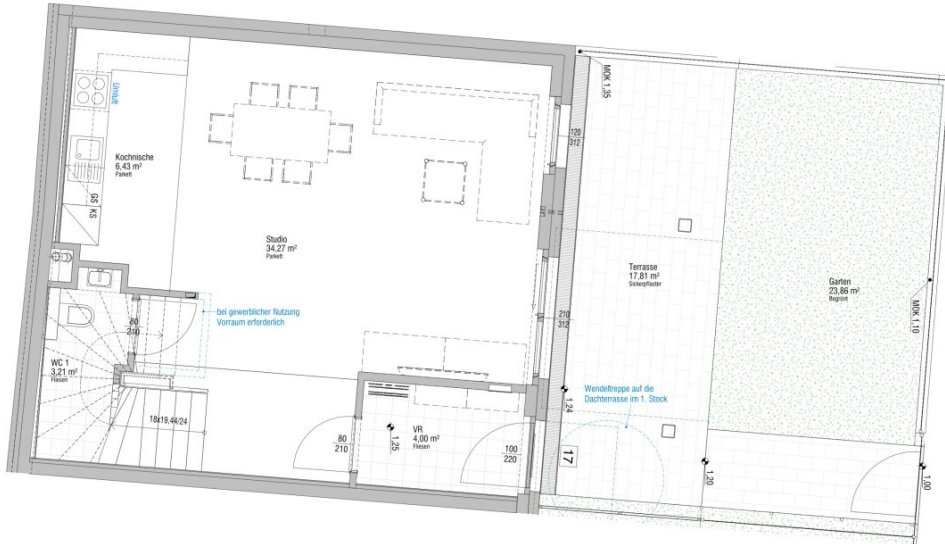 MOK 1,35
Umluft
120
312
Kochnische
6,43 m²
Parkett
GS KS
Studio
34,27 m²
Parkett
Terrasse
17,81 m²
Sickerpflaster
Garten
23,86 m²
Begrünt
MOK 1,10
bei gewerblicher Nutzung
Vorraum erforderlich
80
210
210
312
WC 1
3,21 m²
Fliesen
Wendeltreppe auf die
Dachterrasse im 1. Stock
1,24
18x19,44/24
80
210
1,25
VR
4,00 m²
Fliesen
100
220
17
1,20
1,00